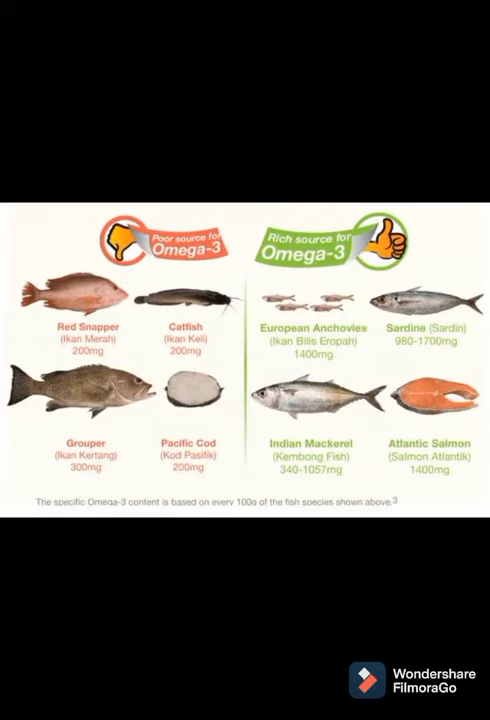 Poor source for
Omega-3
Rich source for
Omega-3
Red Snapper
(Ikan Merah)
200mg
Catfish
(Ikan Keli)
200mg
European Anchovies
(Ikan Bilis Eropah)
1400mg
Sardine (Sardin)
980-1700mg
Grouper
(Ikan Kertang)
300mg
Pacific Cod
(Kod Pasifik)
200mg
Indian Mackerel
(Kembong Fish)
340-1057mg
Atlantic Salmon
(Salmon Atlantik)
1400mg
The specific Omega-3 content is based on every 100g of the fish species shown above.3
Wondershare
FilmoraGo